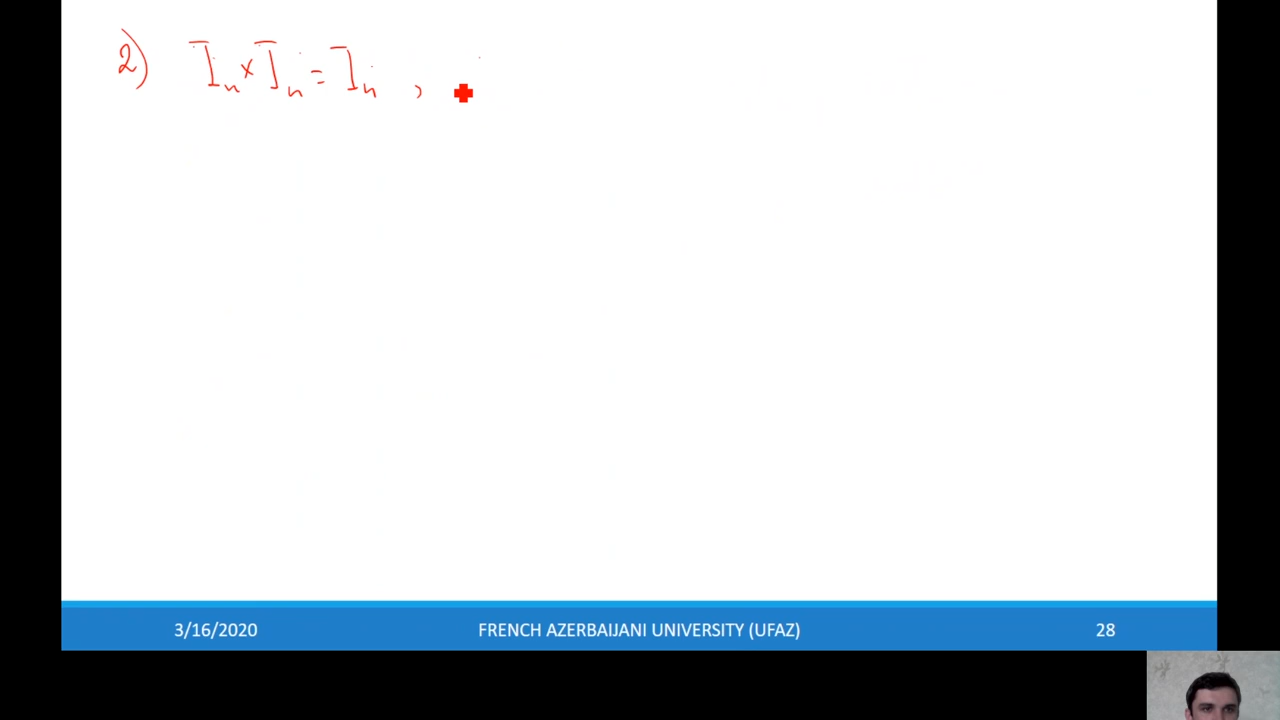 2) Iₙ × Iₙ = Iₙ ,
3/16/2020 FRENCH AZERBAIJANI UNIVERSITY (UFAZ) 28